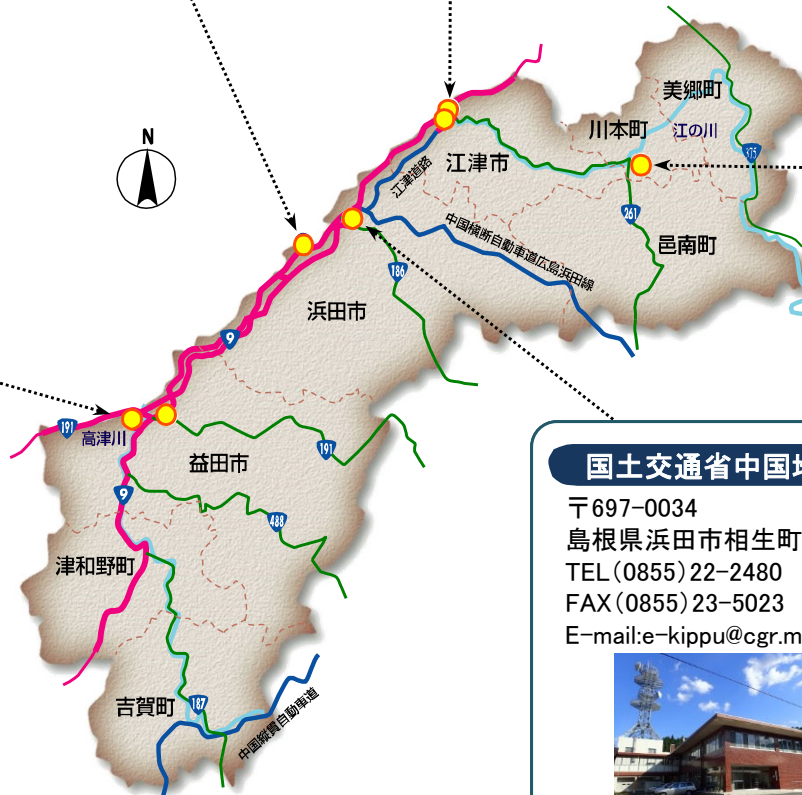 N
美郷町
川本町
江の川
375
江津市
江津道路
261
邑南町
中国横断自動車道広島浜田線
186
浜田市
9
191
高津川
191
益田市
9
488
津和野町
吉賀町
187
中国縦貫自動車道
国土交通省中国地
〒697-0034
島根県浜田市相生町
TEL(0855)22-2480
FAX(0855)23-5023
E-mail:e-kippu@cgr.m